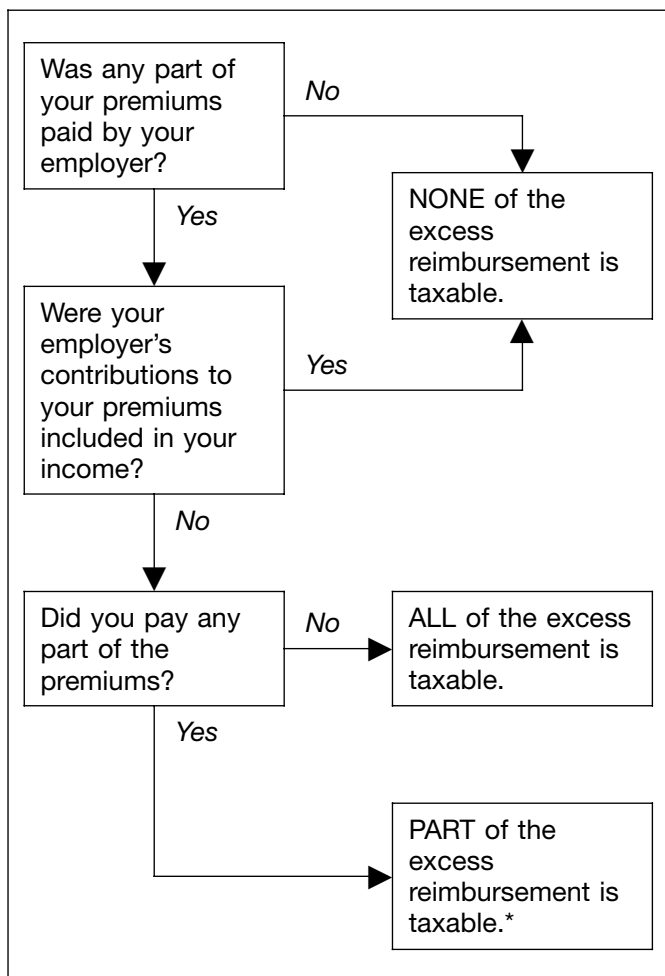 Was any part of
your premiums
paid by your
employer?
No
Yes
NONE of the
excess
reimbursement is
taxable.
Were your
employer’s
contributions to
your premiums
included in your
income?
Yes
No
Did you pay any
part of the
premiums?
No
ALL of the excess
reimbursement is
taxable.
Yes
PART of the
excess
reimbursement is
taxable.*